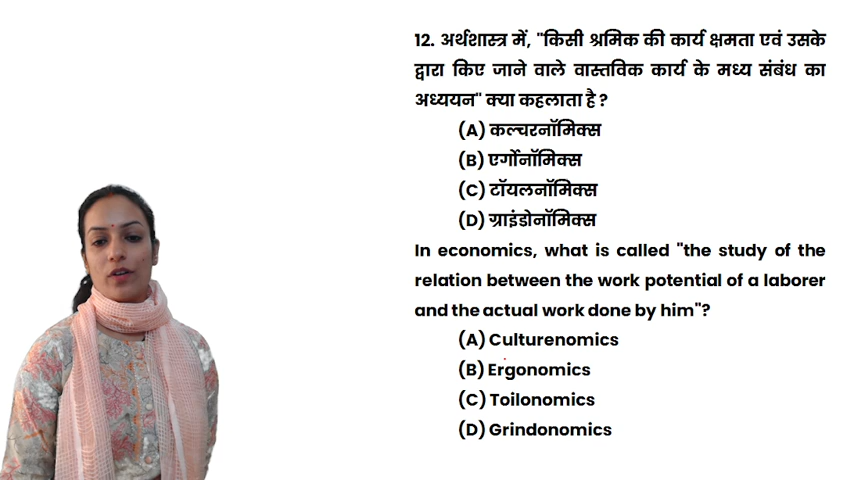 12. अर्थशास्त्र में, "किसी श्रमिक की कार्य क्षमता एवं उसके
द्वारा किए जाने वाले वास्तविक कार्य के मध्य संबंध का
अध्ययन" क्या कहलाता है ?
(A) कल्चरनॉमिक्स
(B) एर्गोनॉमिक्स
(C) टॉयलनॉमिक्स
(D) ग्राइंडोनॉमिक्स
In economics, what is called "the study of the
relation between the work potential of a laborer
and the actual work done by him"?
(A) Culturenomics
(B) Ergonomics
(C) Toilonomics
(D) Grindonomics